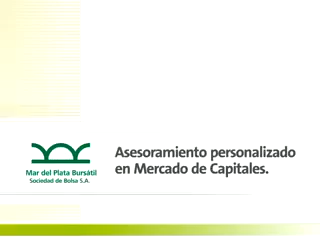 Asesoramiento personalizado
en Mercado de Capitales.
Mar del Plata Bursátil
Sociedad de Bolsa S.A.